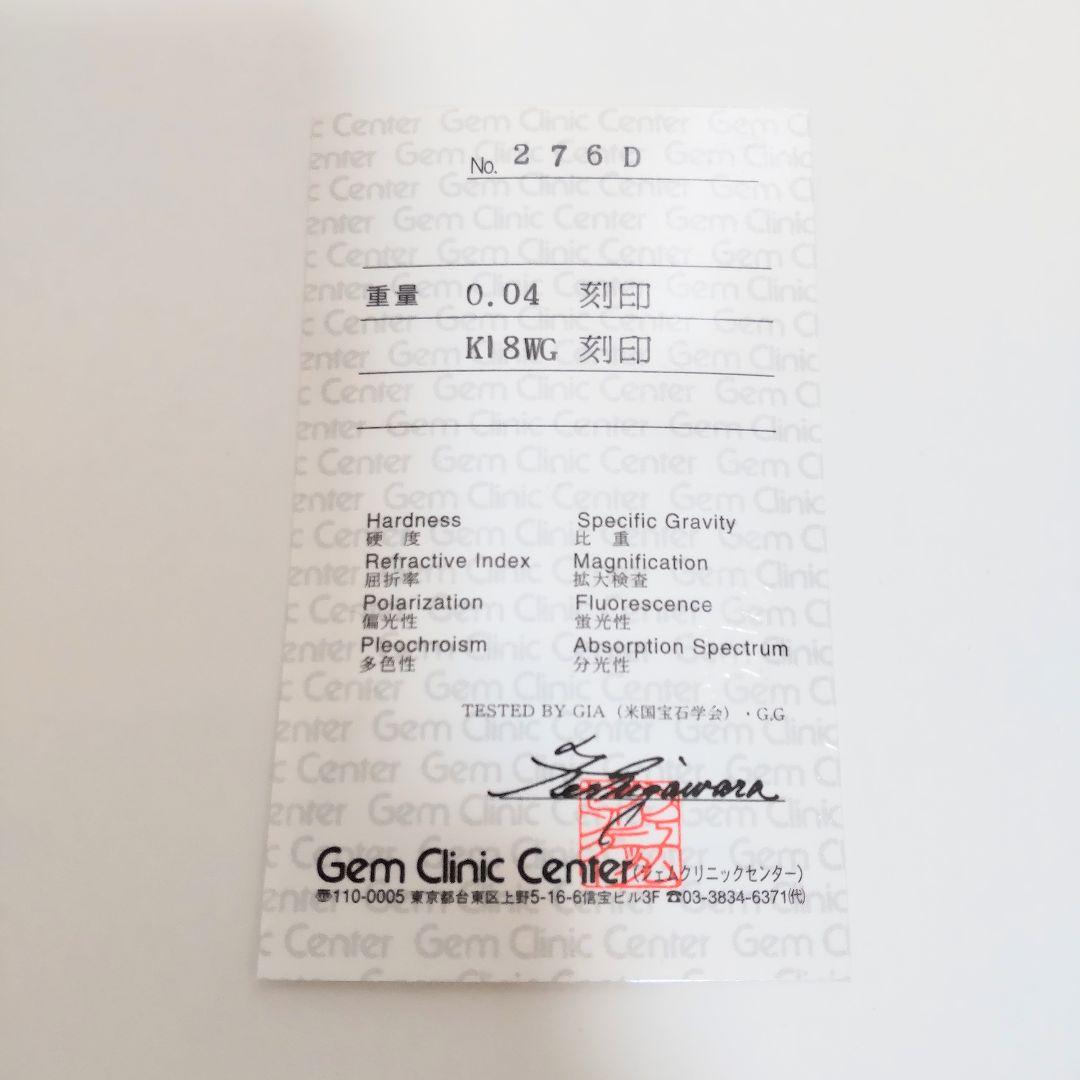 No. 276D
重量 0.04 刻印
K18WG 刻印
Hardness Specific Gravity
硬度 比重
Refractive Index Magnification
屈折率 拡大検査
Polarization Fluorescence
偏光性 蛍光性
Pleochroism Absorption Spectrum
多色性 分光性
TESTED BY GIA (米国宝石学会)・G,G
Gem Clinic Center (ジェムクリニックセンター)
〠110-0005 東京都台東区上野5-16-6信宝ビル3F ☎03-3834-6371㈹